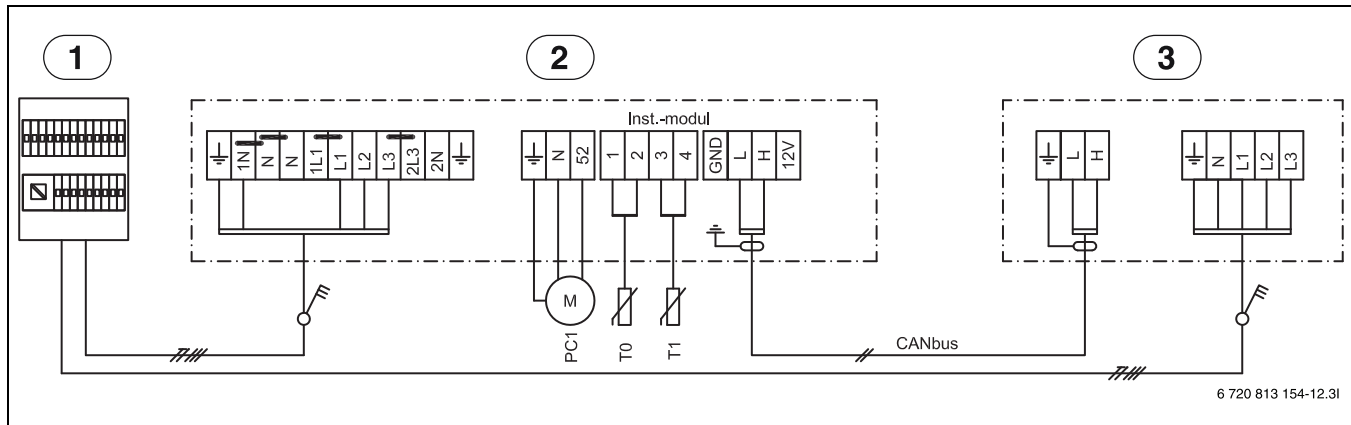 1 2 3
Inst.-modul
1N N N 1L1 L1 L2 L3 2L3 2N
N 52
1 2 3 4
GND L H 12V
L H
N L1 L2 L3
M
PC1
T0
T1
CANbus
6 720 813 154-12.3I